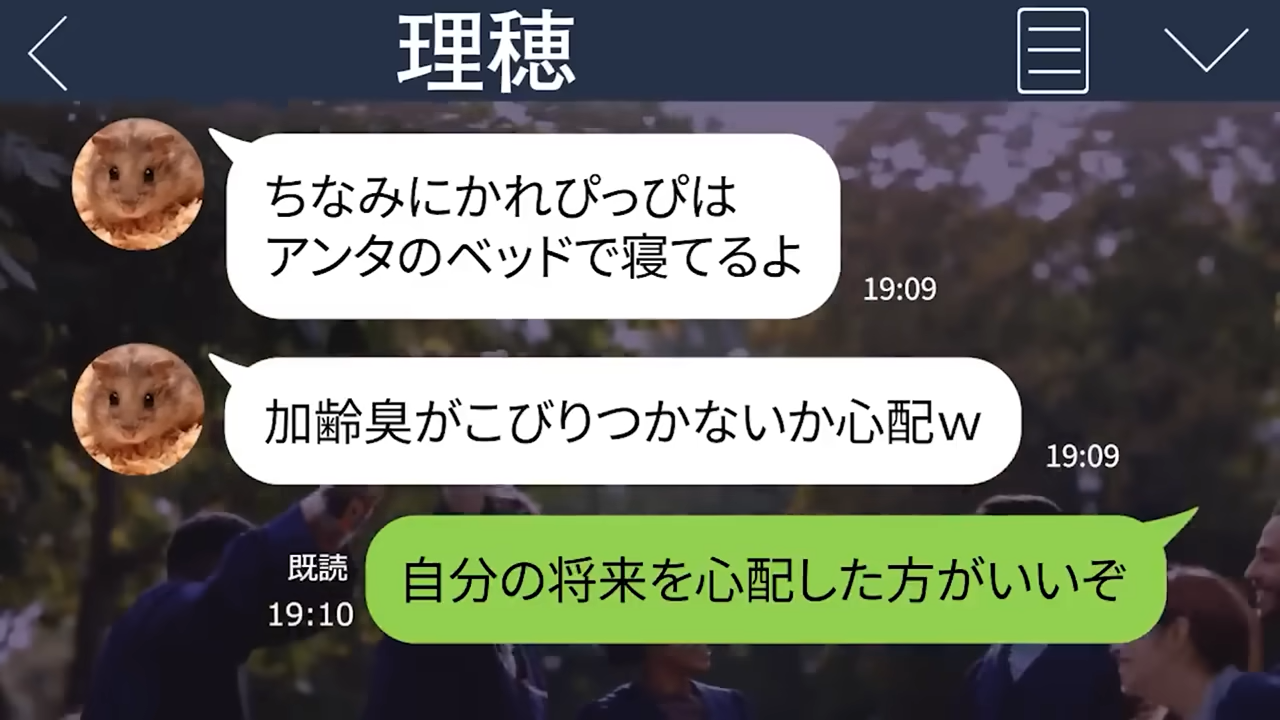 理穂
ちなみにかれぴっぴは
アンタのベッドで寝てるよ
19:09
加齢臭がこびりつかないか心配w
19:09
既読
19:10
自分の将来を心配した方がいいぞ